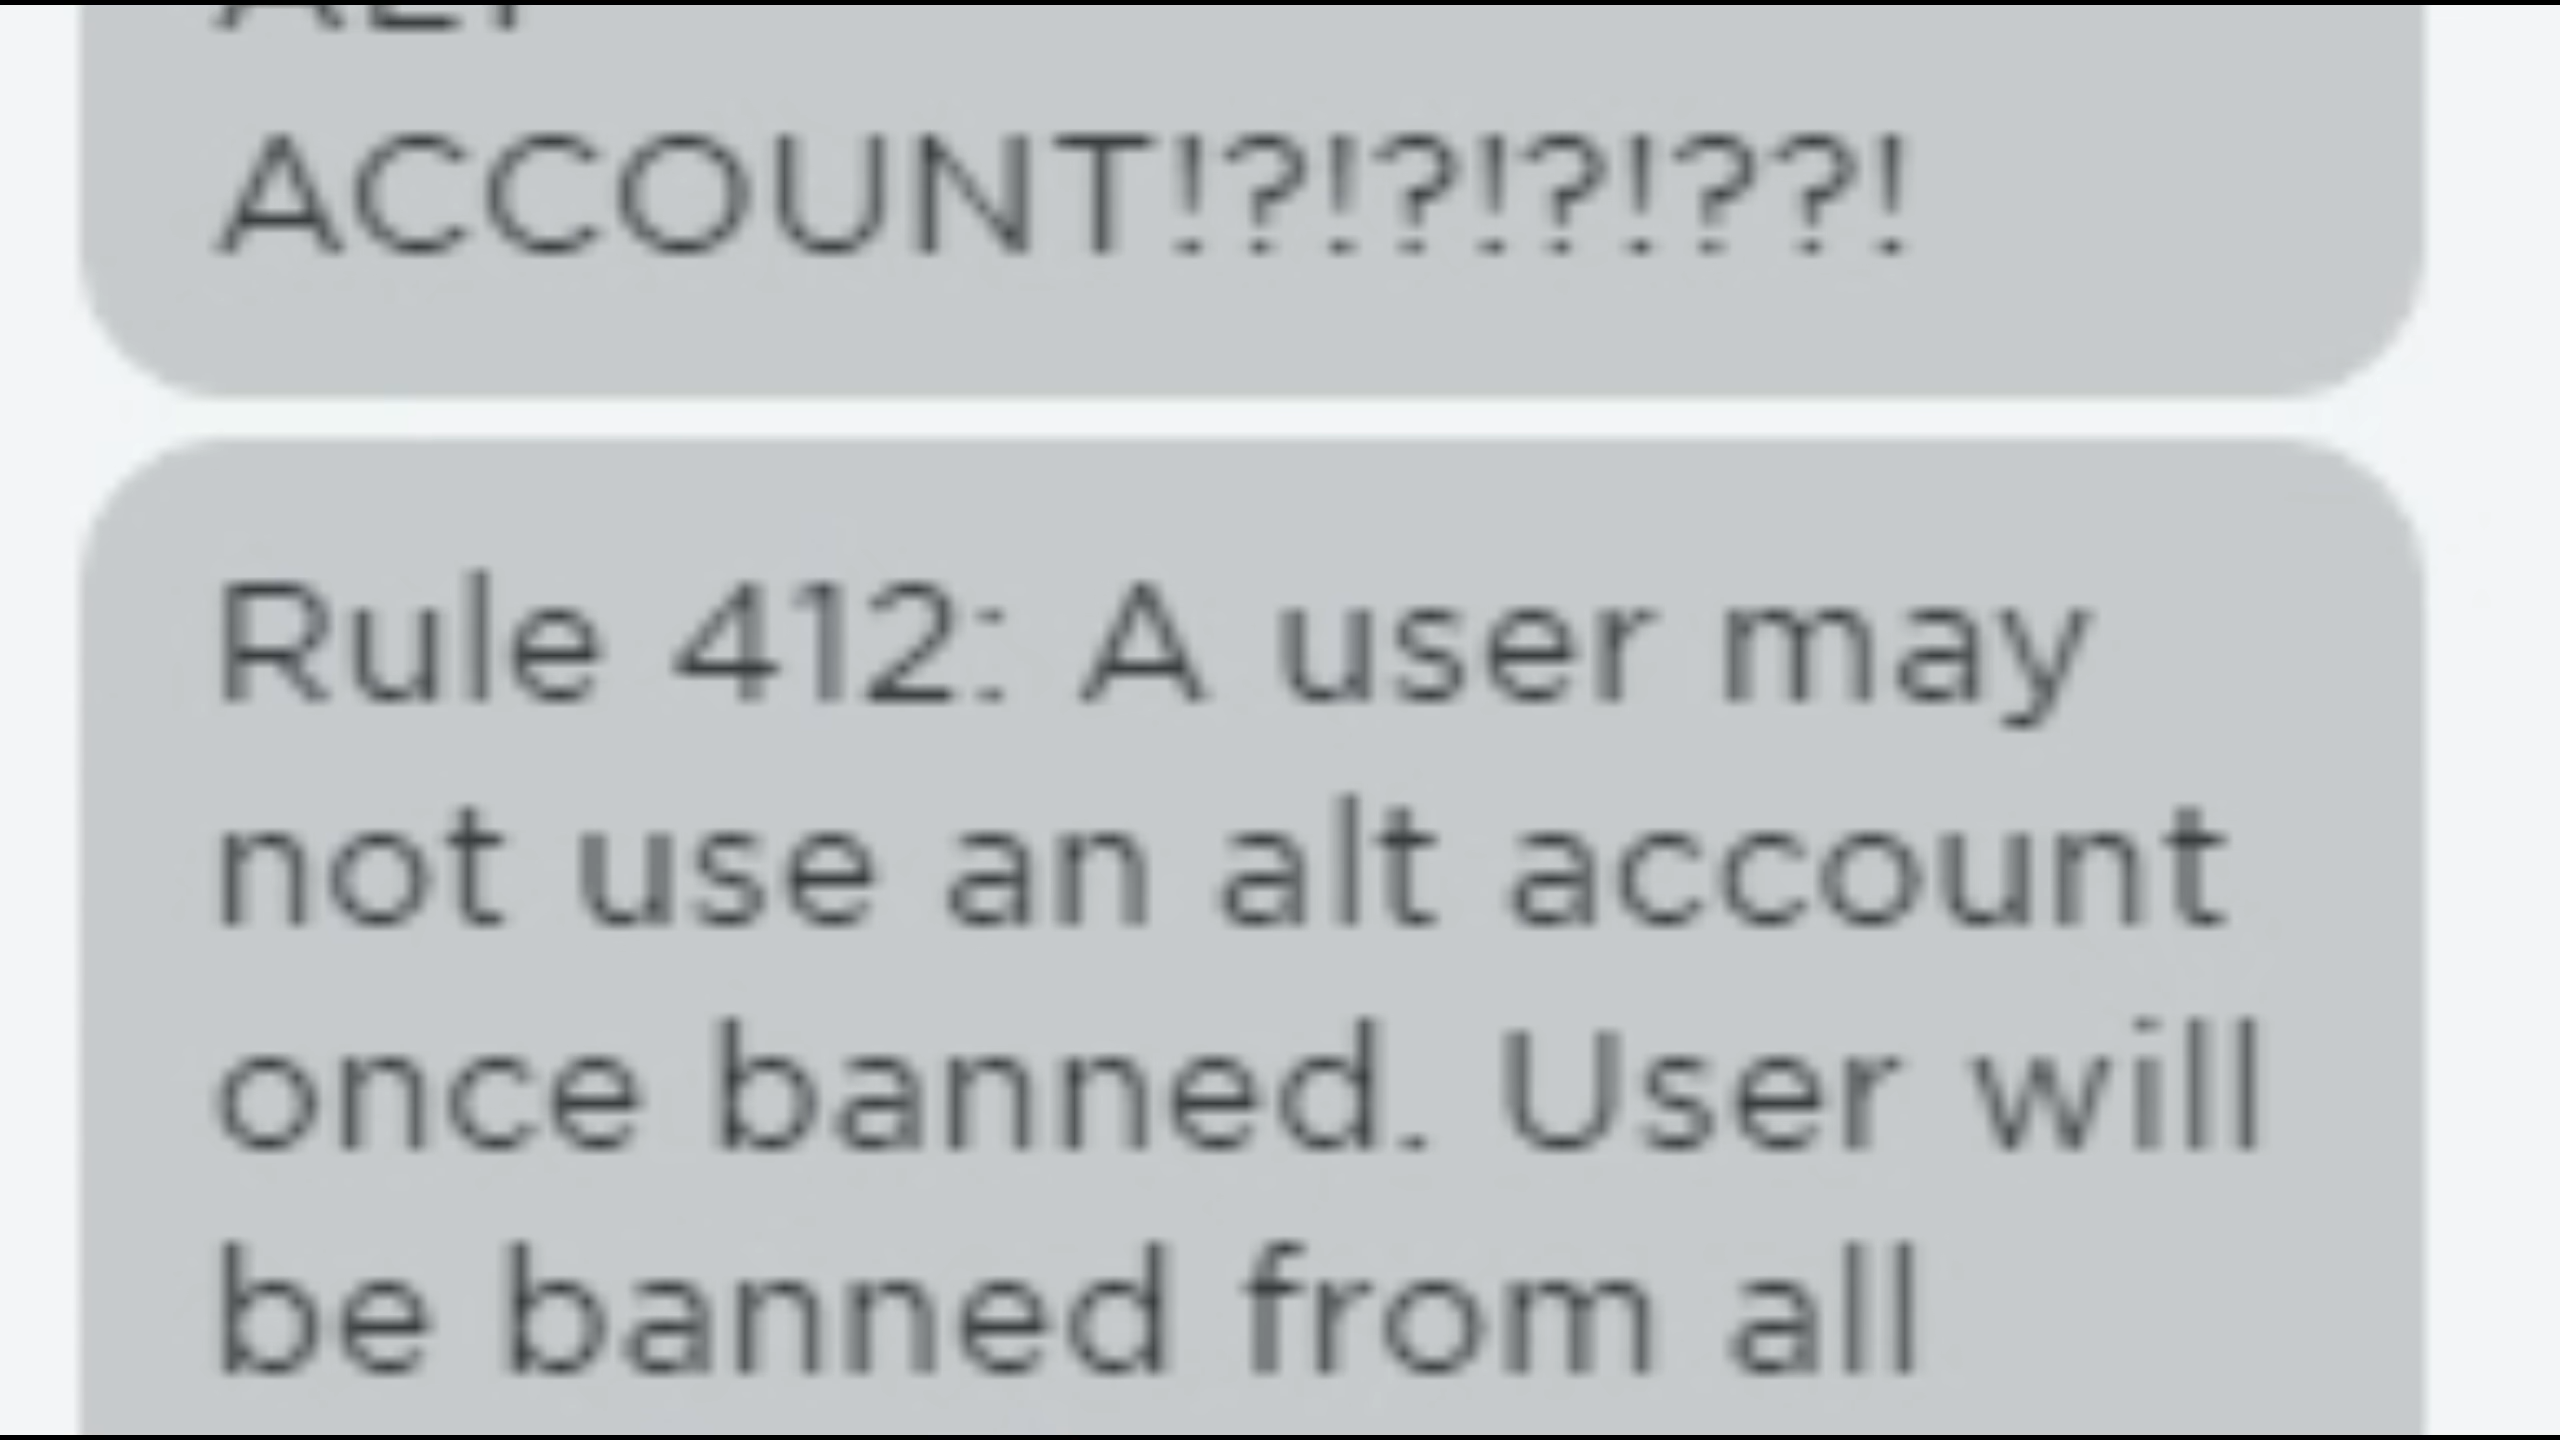 ACCOUNT!?!?!?!??!
Rule 412: A user may
not use an alt account
once banned. User will
be banned from all